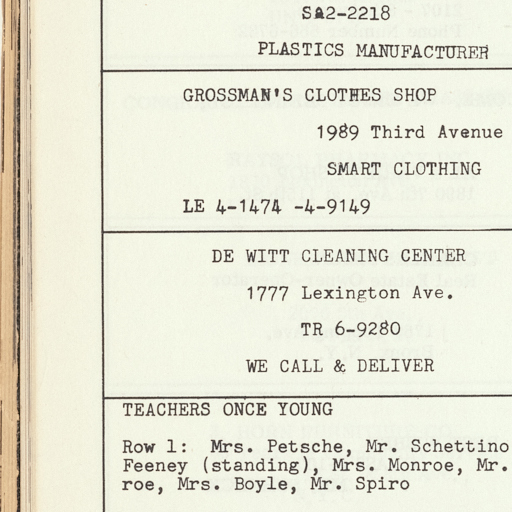 SA2-2218
PLASTICS MANUFACTURER
GROSSMAN'S CLOTHES SHOP
1989 Third Avenue
SMART CLOTHING
LE 4-1474 -4-9149
DE WITT CLEANING CENTER
1777 Lexington Ave.
TR 6-9280
WE CALL & DELIVER
TEACHERS ONCE YOUNG
Row 1: Mrs. Petsche, Mr. Schettino
Feeney (standing), Mrs. Monroe, Mr.
roe, Mrs. Boyle, Mr. Spiro